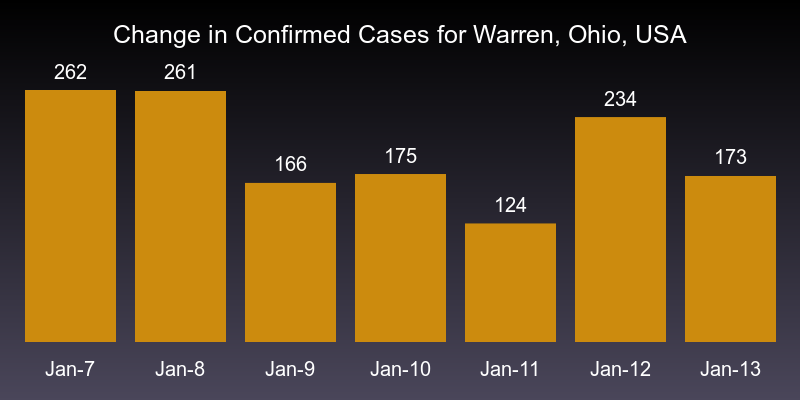 Change in Confirmed Cases for Warren, Ohio, USA
262 261 166 175 124 234 173
Jan-7 Jan-8 Jan-9 Jan-10 Jan-11 Jan-12 Jan-13